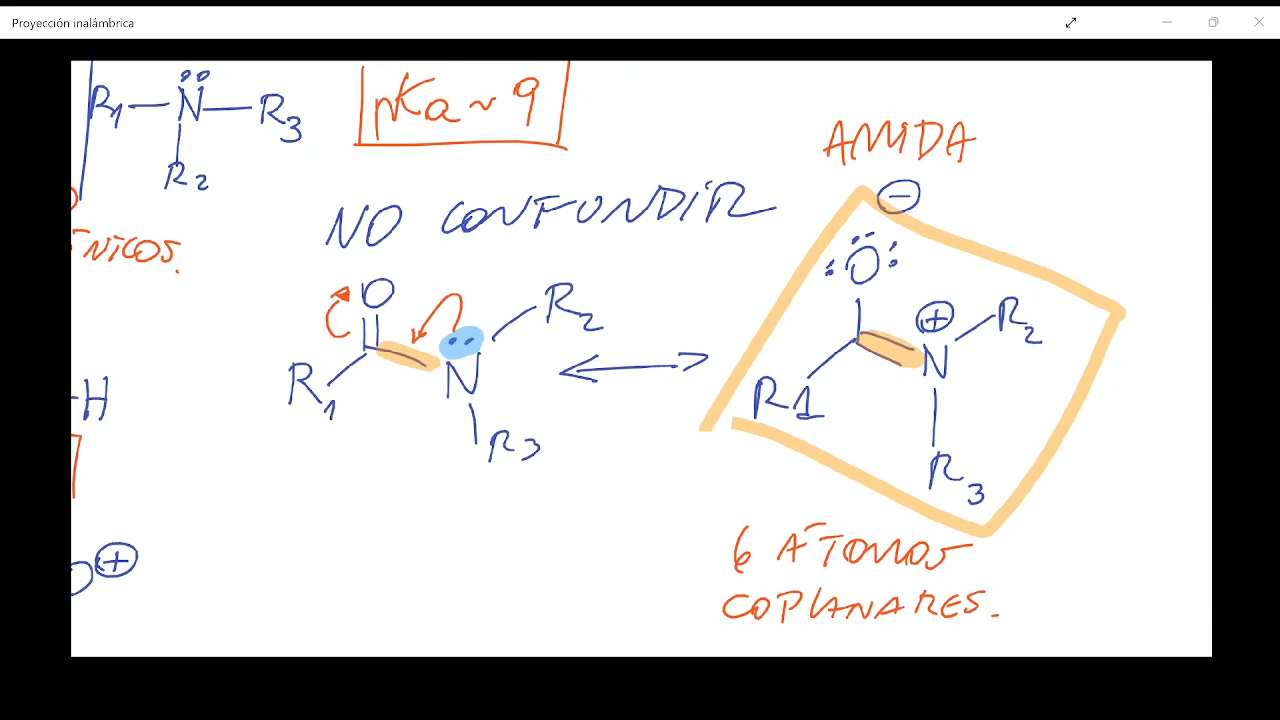 Proyección inalámbrica
R1 N R3
R2
pKa ~ 9
AMIDA
NO CONFUNDIR
ÉNICOS.
O
R1 N R2
R3
-H
O
R1 N R2
R3
6 ÁTOMOS
COPLANARES.